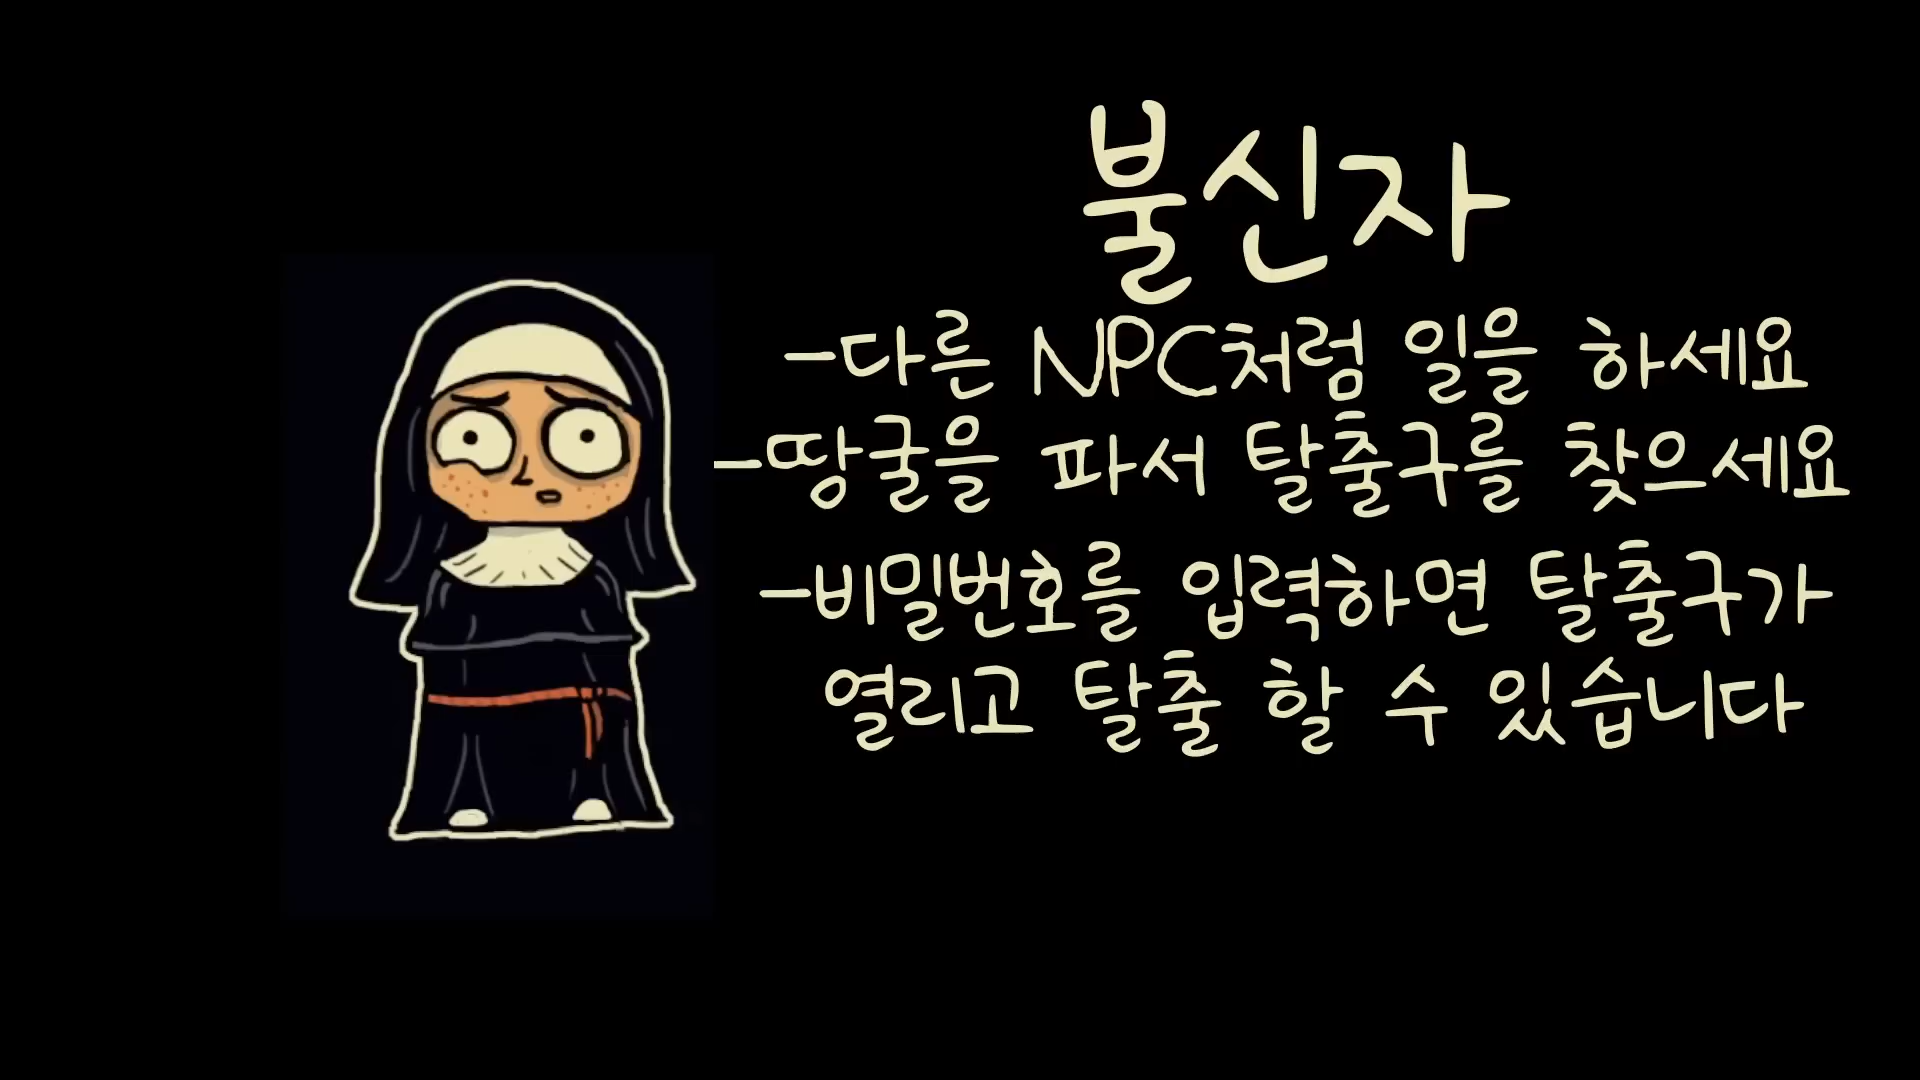 불신자
-다른 NPC처럼 일을 하세요
-땅굴을 파서 탈출구를 찾으세요
-비밀번호를 입력하면 탈출구가
열리고 탈출 할 수 있습니다